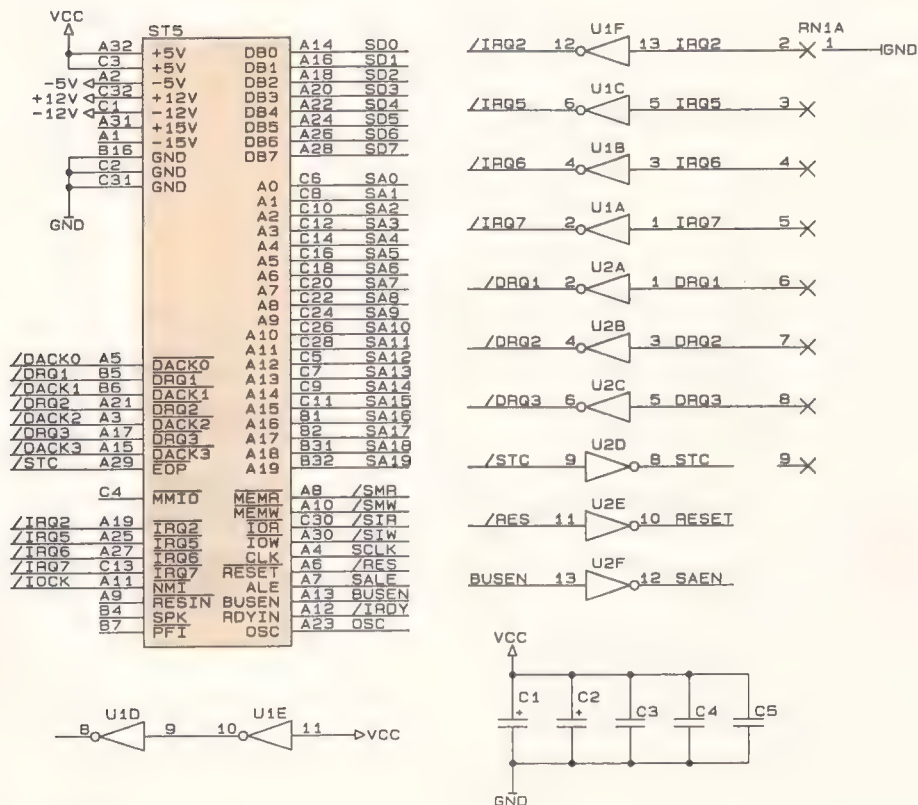 VCC
ST5
A32 +5V DB0 A14 SD0
C3 +5V DB1 A16 SD1
-5V A2 -5V DB2 A18 SD2
+12V C32 +12V DB3 A20 SD3
-12V C1 -12V DB4 A22 SD4
A31 +15V DB5 A24 SD5
A1 -15V DB6 A26 SD6
B16 GND DB7 A28 SD7
C2 GND
C31 GND A0 C6 SA0
GND
A1 C8 SA1
A2 C10 SA2
A3 C12 SA3
A4 C14 SA4
A5 C16 SA5
A6 C18 SA6
A7 C20 SA7
A8 C22 SA8
A9 C24 SA9
A10 C26 SA10
A11 C28 SA11
/DACK0 A5 DACK0 A12 C5 SA12
/DRQ1 B5 DRQ1 A13 C7 SA13
/DACK1 B6 DACK1 A14 C9 SA14
/DRQ2 A21 DRQ2 A15 C11 SA15
/DACK2 A3 DACK2 A16 B1 SA16
/DRQ3 A17 DRQ3 A17 B2 SA17
/DACK3 A15 DACK3 A18 B31 SA18
/STC A29 EOP A19 B32 SA19
C4 MMIO MEMR A8 /SMR
MEMW A10 /SMW
/IRQ2 A19 IRQ2 IOR C30 /SIR
/IRQ5 A25 IRQ5 IOW A30 /SIW
/IRQ6 A27 IRQ6 CLK A4 SCLK
/IRQ7 C13 IRQ7 RESET A6 /RES
/IOCK A11 NMI ALE A7 SALE
A9 RESIN BUSEN A13 BUSEN
B4 SPK RDYIN A12 /IRDY
B7 PFI OSC A23 OSC
U1D U1E
8 9 10 11 VCC
U1F RN1A
/IRQ2 12 13 IRQ2 2 1 GND
U1C
/IRQ5 6 5 IRQ5 3
U1B
/IRQ6 4 3 IRQ6 4
U1A
/IRQ7 2 1 IRQ7 5
U2A
/DRQ1 2 1 DRQ1 6
U2B
/DRQ2 4 3 DRQ2 7
U2C
/DRQ3 6 5 DRQ3 8
U2D
/STC 9 8 STC 9
U2E
/RES 11 10 RESET
U2F
BUSEN 13 12 SAEN
VCC
C1 C2 C3 C4 C5
+ +
GND